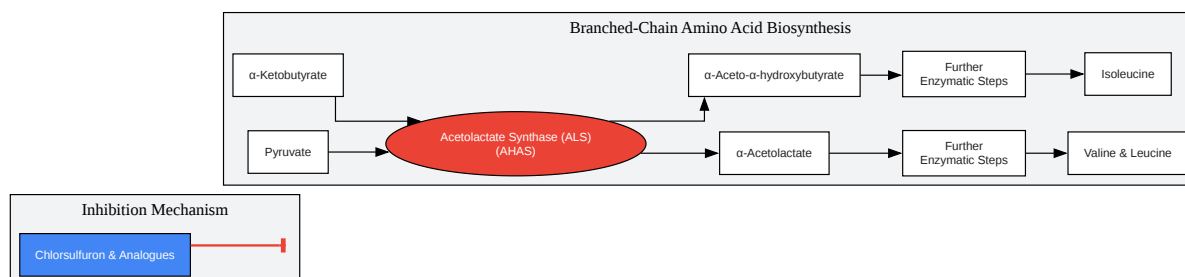 Branched-Chain Amino Acid Biosynthesis
α-Ketobutyrate
α-Aceto-α-hydroxybutyrate
Further
Enzymatic Steps
Isoleucine
Pyruvate
Acetolactate Synthase (ALS)
(AHAS)
α-Acetolactate
Further
Enzymatic Steps
Valine & Leucine
Inhibition Mechanism
Chlorsulfuron & Analogues